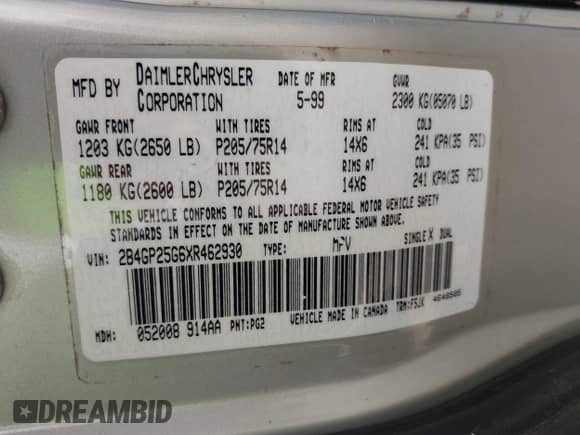 MFD BY DAIMLERCHRYSLER CORPORATION DATE OF MFR 5-99 GVWR 2300 KG(05070 LB)
GAWR FRONT WITH TIRES RIMS AT COLD
1203 KG(2650 LB) P205/75R14 14X6 241 KPA(35 PSI)
GAWR REAR WITH TIRES RIMS AT COLD
1180 KG(2600 LB) P205/75R14 14X6 241 KPA(35 PSI)
THIS VEHICLE CONFORMS TO ALL APPLICABLE FEDERAL MOTOR VEHICLE SAFETY
STANDARDS IN EFFECT ON THE DATE OF MANUFACTURE SHOWN ABOVE.
VIN: 2B4GP25G6XR462930 TYPE: MPV SINGLE X DUAL
MDH: 052008 914AA PNT:PG2 VEHICLE MADE IN CANADA TRM:F5JK 4648505
DREAMBID